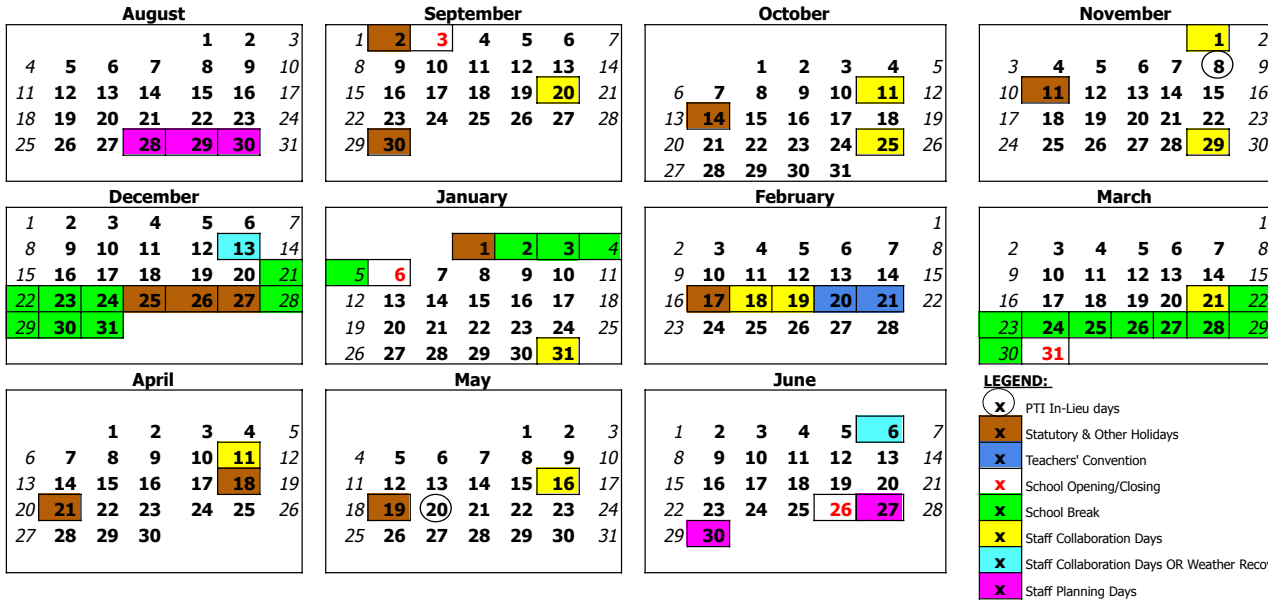 August September October November
1 2 3 1 2 3 4 5 6 7 1 2
4 5 6 7 8 9 10 8 9 10 11 12 13 14 1 2 3 4 5 3 4 5 6 7 8 9
11 12 13 14 15 16 17 15 16 17 18 19 20 21 6 7 8 9 10 11 12 10 11 12 13 14 15 16
18 19 20 21 22 23 24 22 23 24 25 26 27 28 13 14 15 16 17 18 19 17 18 19 20 21 22 23
25 26 27 28 29 30 31 29 30 20 21 22 23 24 25 26 24 25 26 27 28 29 30
27 28 29 30 31
December January February March
1 2 3 4 5 6 7 1 1
8 9 10 11 12 13 14 1 2 3 4 2 3 4 5 6 7 8 2 3 4 5 6 7 8
15 16 17 18 19 20 21 5 6 7 8 9 10 11 9 10 11 12 13 14 15 9 10 11 12 13 14 15
22 23 24 25 26 27 28 12 13 14 15 16 17 18 16 17 18 19 20 21 22 16 17 18 19 20 21 22
29 30 31 19 20 21 22 23 24 25 23 24 25 26 27 28 23 24 25 26 27 28 29
26 27 28 29 30 31 30 31
April May June LEGEND:
x PTI In-Lieu days
1 2 3 4 5 1 2 3 1 2 3 4 5 6 7 x Statutory & Other Holidays
6 7 8 9 10 11 12 4 5 6 7 8 9 10 8 9 10 11 12 13 14 x Teachers' Convention
13 14 15 16 17 18 19 11 12 13 14 15 16 17 15 16 17 18 19 20 21 x School Opening/Closing
20 21 22 23 24 25 26 18 19 20 21 22 23 24 22 23 24 25 26 27 28 x School Break
27 28 29 30 25 26 27 28 29 30 31 29 30 x Staff Collaboration Days
x Staff Collaboration Days OR Weather Reco
x Staff Planning Days